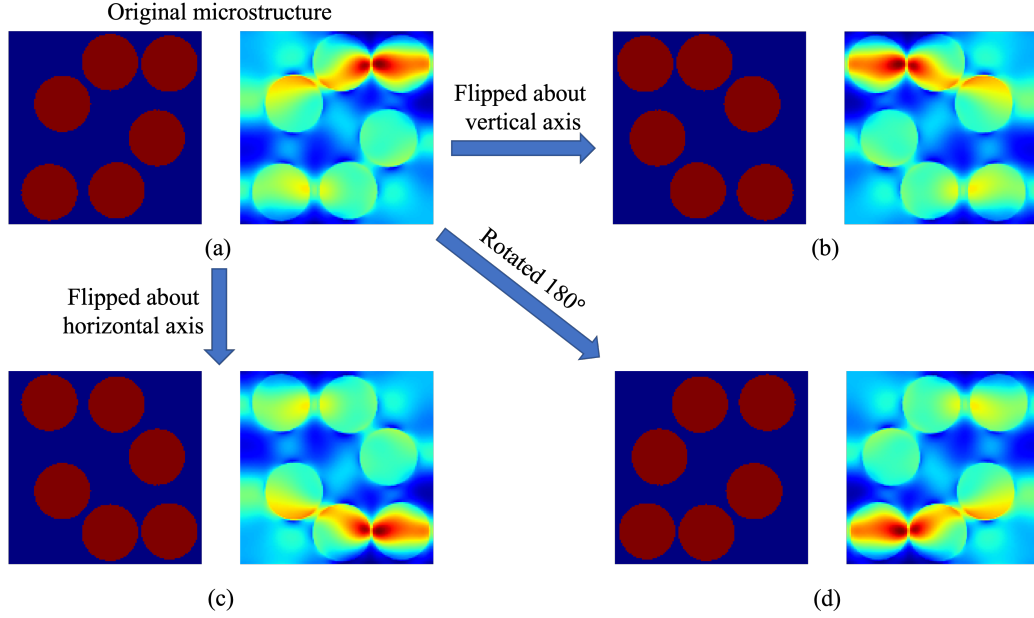 Original microstructure
Flipped about
vertical axis
(a)
(b)
Rotated 180°
Flipped about
horizontal axis
(c)
(d)